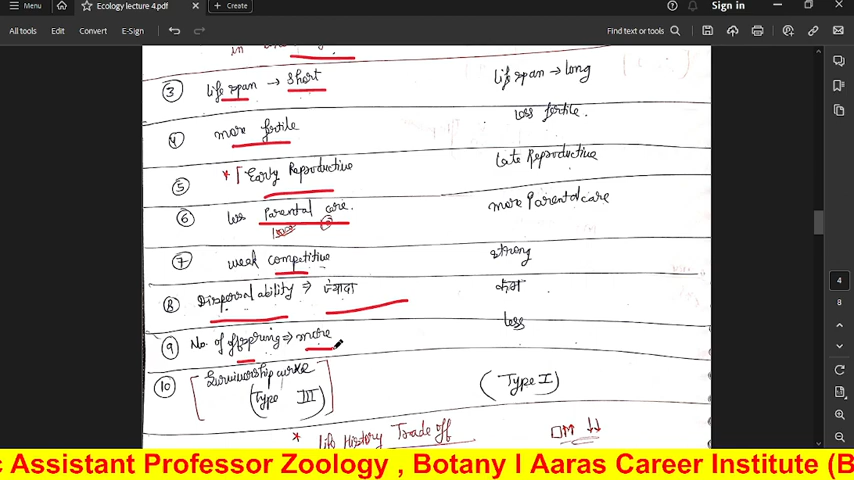 Menu
Ecology lecture 4.pdf
Create
Sign in
All tools
Edit
Convert
E-Sign
Find text or tools
③ Life span → Short
Life span → long
④ more fertile
less fertile.
⑤ * Early Reproductive
Late Reproductive
⑥ less Parental care.
more Parental care
⑦ weak competitive
strong
⑧ Dispersal ability ⇒ ज्यादा
कम
⑨ No. of offspring ⇒ more
less
⑩ Survivorship curve
(Type III)
(Type I)
* Life History Trade off
□↑↑ ↓↓
4
4
8
c Assistant Professor Zoology , Botany I Aaras Career Institute (B